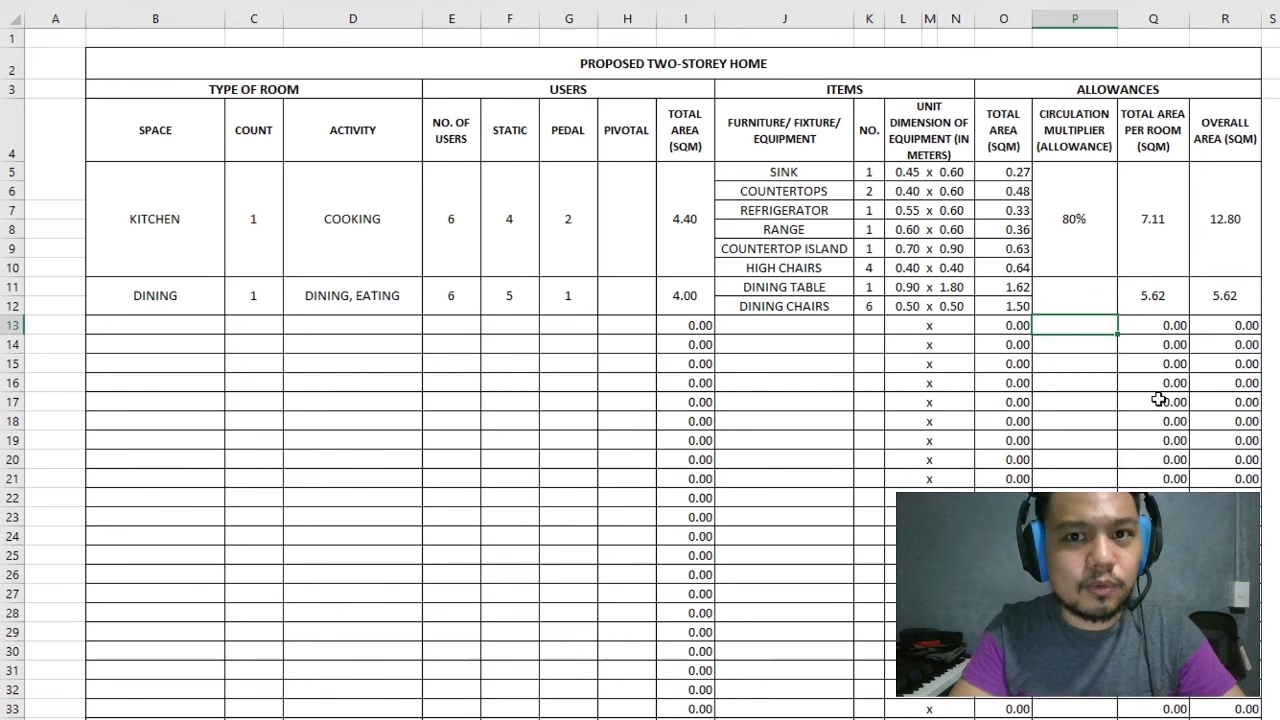 A B C D E F G H I J K L M N O P Q R S
1
2 PROPOSED TWO-STOREY HOME
3 TYPE OF ROOM USERS ITEMS ALLOWANCES
4 SPACE COUNT ACTIVITY NO. OF USERS STATIC PEDAL PIVOTAL TOTAL AREA (SQM) FURNITURE/ FIXTURE/ EQUIPMENT NO. UNIT DIMENSION OF EQUIPMENT (IN METERS) TOTAL AREA (SQM) CIRCULATION MULTIPLIER (ALLOWANCE) TOTAL AREA PER ROOM (SQM) OVERALL AREA (SQM)
5 SINK 1 0.45 x 0.60 0.27
6 COUNTERTOPS 2 0.40 x 0.60 0.48
7 KITCHEN 1 COOKING 6 4 2 4.40 REFRIGERATOR 1 0.55 x 0.60 0.33 80% 7.11 12.80
8 RANGE 1 0.60 x 0.60 0.36
9 COUNTERTOP ISLAND 1 0.70 x 0.90 0.63
10 HIGH CHAIRS 4 0.40 x 0.40 0.64
11 DINING 1 DINING, EATING 6 5 1 4.00 DINING TABLE 1 0.90 x 1.80 1.62 5.62 5.62
12 DINING CHAIRS 6 0.50 x 0.50 1.50
13 0.00 x 0.00 0.00 0.00
14 0.00 x 0.00 0.00 0.00
15 0.00 x 0.00 0.00 0.00
16 0.00 x 0.00 0.00 0.00
17 0.00 x 0.00 0.00 0.00
18 0.00 x 0.00 0.00 0.00
19 0.00 x 0.00 0.00 0.00
20 0.00 x 0.00 0.00 0.00
21 0.00 x 0.00 0.00 0.00
22 0.00
23 0.00
24 0.00
25 0.00
26 0.00
27 0.00
28 0.00
29 0.00
30 0.00
31 0.00
32 0.00
33 0.00 x 0.00 0.00 0.00